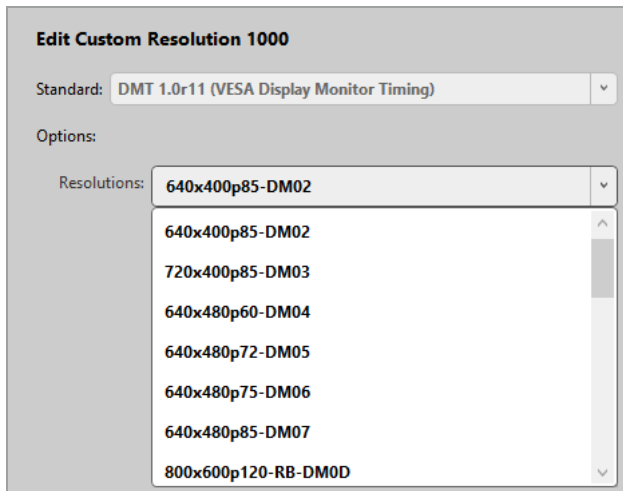 Edit Custom Resolution 1000
Standard: DMT 1.0r11 (VESA Display Monitor Timing)
Options:
Resolutions: 640x400p85-DM02
640x400p85-DM02
720x400p85-DM03
640x480p60-DM04
640x480p72-DM05
640x480p75-DM06
640x480p85-DM07
800x600p120-RB-DM0D